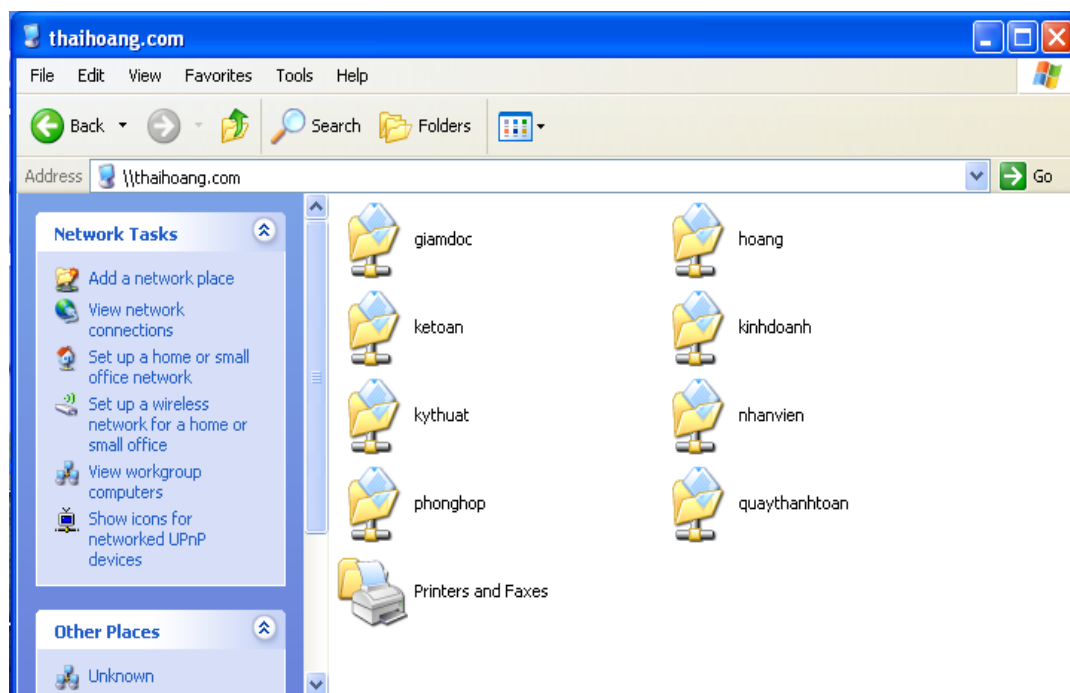 thaihoang.com
File Edit View Favorites Tools Help
Back Search Folders
Address \\thaihoang.com Go
Network Tasks
Add a network place
View network
connections
Set up a home or small
office network
Set up a wireless
network for a home or
small office
View workgroup
computers
Show icons for
networked UPnP
devices
Other Places
Unknown
giamdoc hoang
ketoan kinhdoanh
kythuat nhanvien
phonghop quaythanhtoan
Printers and Faxes